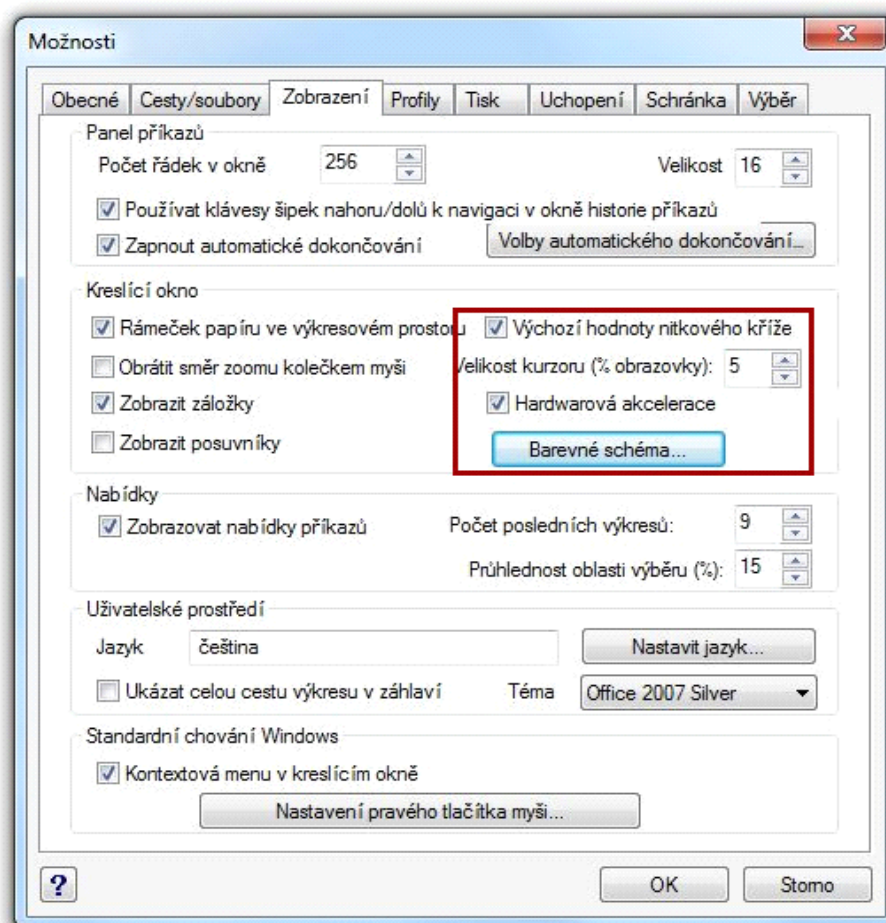 Možnosti
Obecné Cesty/soubory Zobrazení Profily Tisk Uchopení Schránka Výběr
Panel příkazů
Počet řádek v okně 256 Velikost 16
Používat klávesy šipek nahoru/dolů k navigaci v okně historie příkazů
Zapnout automatické dokončování Volby automatického dokončování...
Kreslící okno
Rámeček papíru ve výkresovém prostoru Výchozí hodnoty nitkového kříže
Obrátit směr zoomu kolečkem myši Velikost kurzoru (% obrazovky): 5
Zobrazit záložky Hardwarová akcelerace
Zobrazit posuvníky Barevné schéma...
Nabídky
Zobrazovat nabídky příkazů Počet posledních výkresů: 9
Průhlednost oblasti výběru (%): 15
Uživatelské prostředí
Jazyk čeština Nastavit jazyk...
Ukázat celou cestu výkresu v záhlaví Téma Office 2007 Silver
Standardní chování Windows
Kontextová menu v kreslícím okně
Nastavení pravého tlačítka myši...
? OK Storno